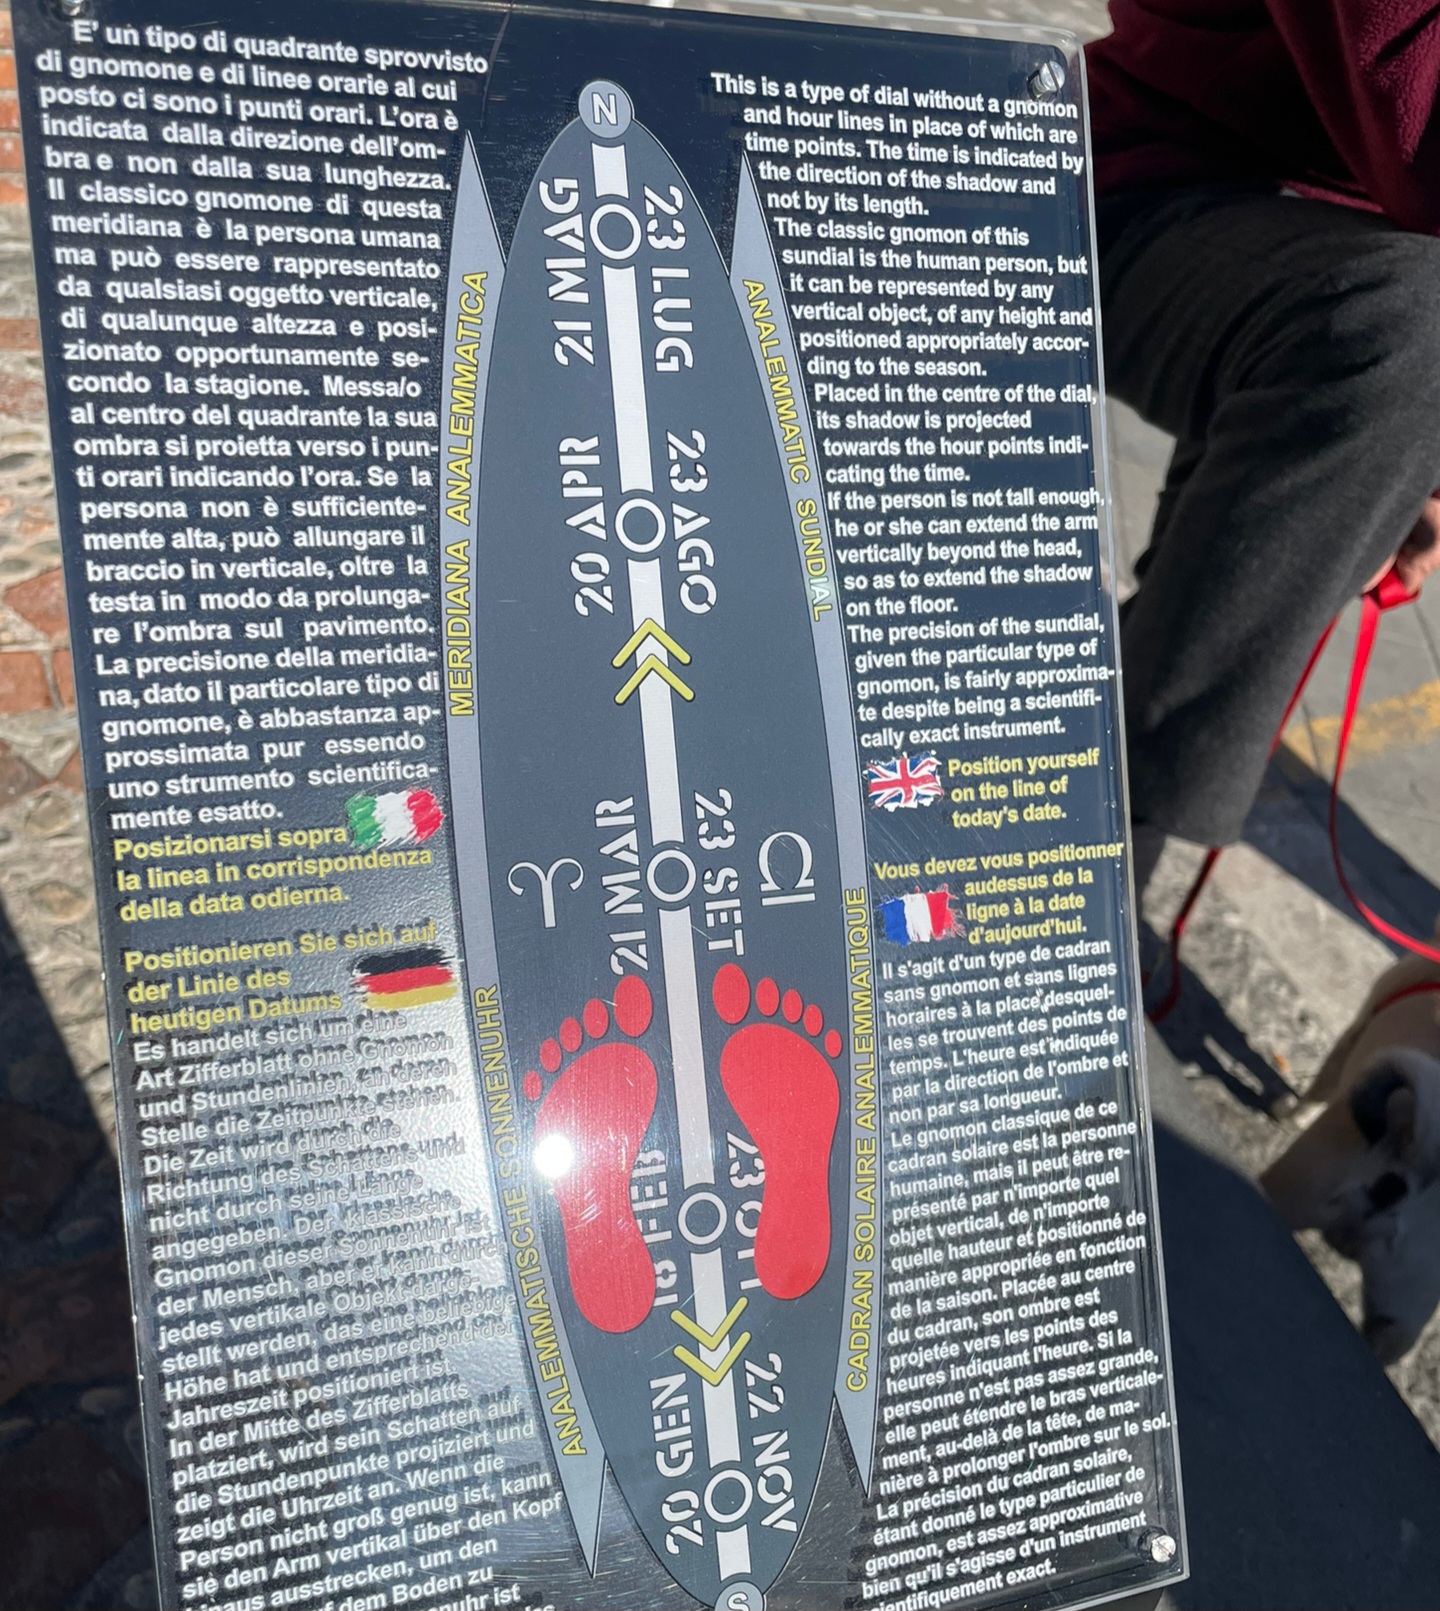 E' un tipo di quadrante sprovvisto
di gnomone e di linee orarie al cui
posto ci sono i punti orari. L'ora è
indicata dalla direzione dell'om-
bra e non dalla sua lunghezza.
Il classico gnomone di questa
meridiana è la persona umana
ma può essere rappresentato
da qualsiasi oggetto verticale,
di qualunque altezza e posi-
zionato opportunamente se-
condo la stagione. Messa/o
al centro del quadrante la sua
ombra si proietta verso i pun-
ti orari indicando l'ora. Se la
persona non è sufficiente-
mente alta, può allungare il
braccio in verticale, oltre la
testa in modo da prolunga-
re l'ombra sul pavimento.
La precisione della meridia-
na, dato il particolare tipo di
gnomone, è abbastanza ap-
prossimata pur essendo
uno strumento scientifica-
mente esatto.
Posizionarsi sopra
la linea in corrispondenza
della data odierna.
Positionieren Sie sich auf
der Linie des
heutigen Datums
Es handelt sich um eine
Art Zifferblatt ohne Gnomon
und Stundenlinien, an deren
Stelle die Zeitpunkte stehen.
Die Zeit wird durch die
Richtung des Schattens und
nicht durch seine Länge
angegeben. Der klassische
Gnomon dieser Sonnenuhr ist
der Mensch, aber er kann durch
jedes vertikale Objekt darge-
stellt werden, das eine beliebige
Höhe hat und entsprechend der
Jahreszeit positioniert ist.
In der Mitte des Zifferblatts
platziert, wird sein Schatten auf
die Stundenpunkte projiziert und
zeigt die Uhrzeit an. Wenn die
Person nicht groß genug ist, kann
sie den Arm vertikal über den Kopf
hinaus ausstrecken, um den
auf dem Boden zu
ist
MERIDIANA ANALEMMATICA
ANALEMMATISCHE SONNENUHR
N
21 MAG
23 LUG
20 APR
23 AGO
21 MAR
23 SET
18 FEB
23
20 GEN
22 NOV
S
ANALEMMATIC SUNDIAL
CADRAN SOLAIRE ANALEMMATIQUE
This is a type of dial without a gnomon
and hour lines in place of which are
time points. The time is indicated by
the direction of the shadow and
not by its length.
The classic gnomon of this
sundial is the human person, but
it can be represented by any
vertical object, of any height and
positioned appropriately accor-
ding to the season.
Placed in the centre of the dial,
its shadow is projected
towards the hour points indi-
cating the time.
If the person is not tall enough,
he or she can extend the arm
vertically beyond the head,
so as to extend the shadow
on the floor.
The precision of the sundial,
given the particular type of
gnomon, is fairly approxima-
te despite being a scientifi-
cally exact instrument.
Position yourself
on the line of
today's date.
Vous devez vous positionner
audessus de la
ligne à la date
d'aujourd'hui.
Il s'agit d'un type de cadran
sans gnomon et sans lignes
horaires à la place desquel-
les se trouvent des points de
temps. L'heure est indiquée
par la direction de l'ombre et
non par sa longueur.
Le gnomon classique de ce
cadran solaire est la personne
humaine, mais il peut être re-
présenté par n'importe quel
objet vertical, de n'importe
quelle hauteur et positionné de
manière appropriée en fonction
de la saison. Placée au centre
du cadran, son ombre est
projetée vers les points des
heures indiquant l'heure. Si la
personne n'est pas assez grande,
elle peut étendre le bras verticale-
ment, au-delà de la tête, de ma-
nière à prolonger l'ombre sur le sol.
La précision du cadran solaire,
étant donné le type particulier de
gnomon, est assez approximative
bien qu'il s'agisse d'un instrument
scientifiquement exact.